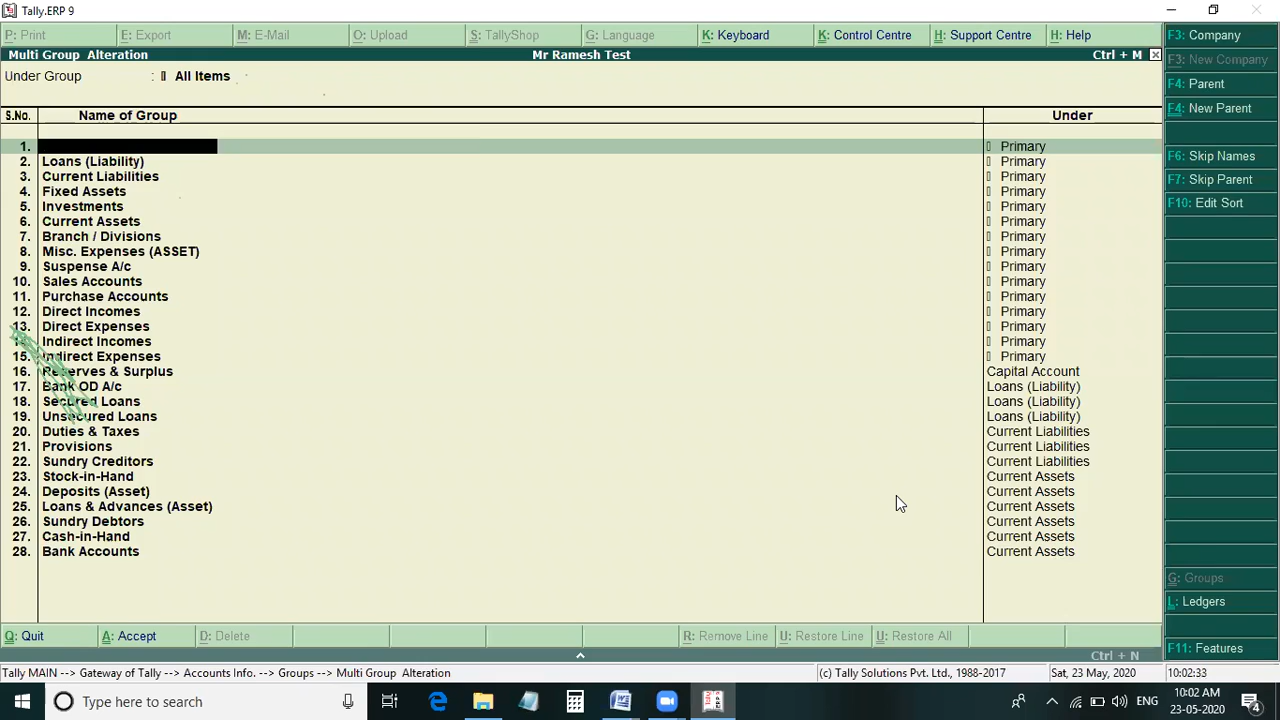 Tally.ERP 9
P: Print E: Export M: E-Mail O: Upload S: TallyShop G: Language K: Keyboard K: Control Centre H: Support Centre H: Help
Multi Group Alteration Mr Ramesh Test Ctrl + M
Under Group : All Items
S.No. Name of Group Under
1. Primary
2. Loans (Liability) Primary
3. Current Liabilities Primary
4. Fixed Assets Primary
5. Investments Primary
6. Current Assets Primary
7. Branch / Divisions Primary
8. Misc. Expenses (ASSET) Primary
9. Suspense A/c Primary
10. Sales Accounts Primary
11. Purchase Accounts Primary
12. Direct Incomes Primary
13. Direct Expenses Primary
14. Indirect Incomes Primary
15. Indirect Expenses Primary
16. Reserves & Surplus Capital Account
17. Bank OD A/c Loans (Liability)
18. Secured Loans Loans (Liability)
19. Unsecured Loans Loans (Liability)
20. Duties & Taxes Current Liabilities
21. Provisions Current Liabilities
22. Sundry Creditors Current Liabilities
23. Stock-in-Hand Current Assets
24. Deposits (Asset) Current Assets
25. Loans & Advances (Asset) Current Assets
26. Sundry Debtors Current Assets
27. Cash-in-Hand Current Assets
28. Bank Accounts Current Assets
F3: Company
F3: New Company
F4: Parent
F4: New Parent
F6: Skip Names
F7: Skip Parent
F10: Edit Sort
G: Groups
L: Ledgers
F11: Features
Q: Quit A: Accept D: Delete R: Remove Line U: Restore Line U: Restore All
Ctrl + N
Tally MAIN --> Gateway of Tally --> Accounts Info. --> Groups --> Multi Group Alteration (c) Tally Solutions Pvt. Ltd., 1988-2017 Sat, 23 May, 2020 10:02:33
Type here to search ENG 10:02 AM
23-05-2020 4